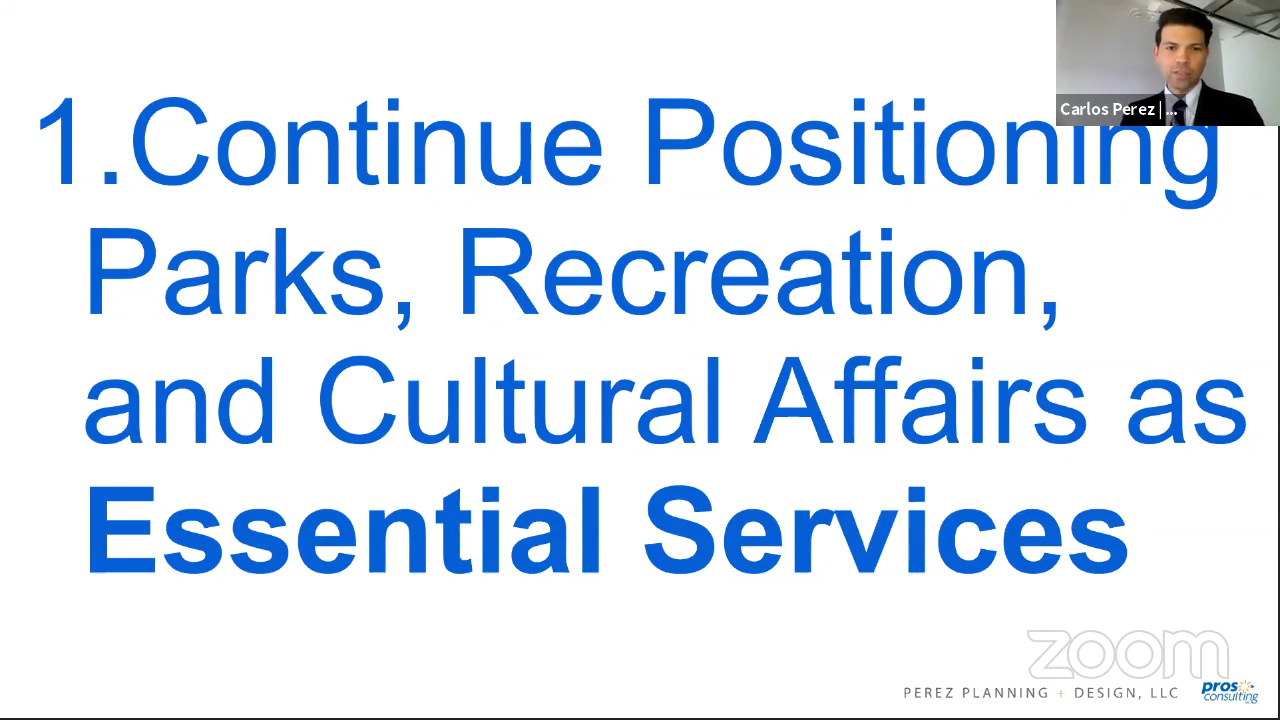 Carlos Perez | ...
1.Continue Positioning
Parks, Recreation,
and Cultural Affairs as
Essential Services
zoom
PEREZ PLANNING + DESIGN, LLC
pros
consulting